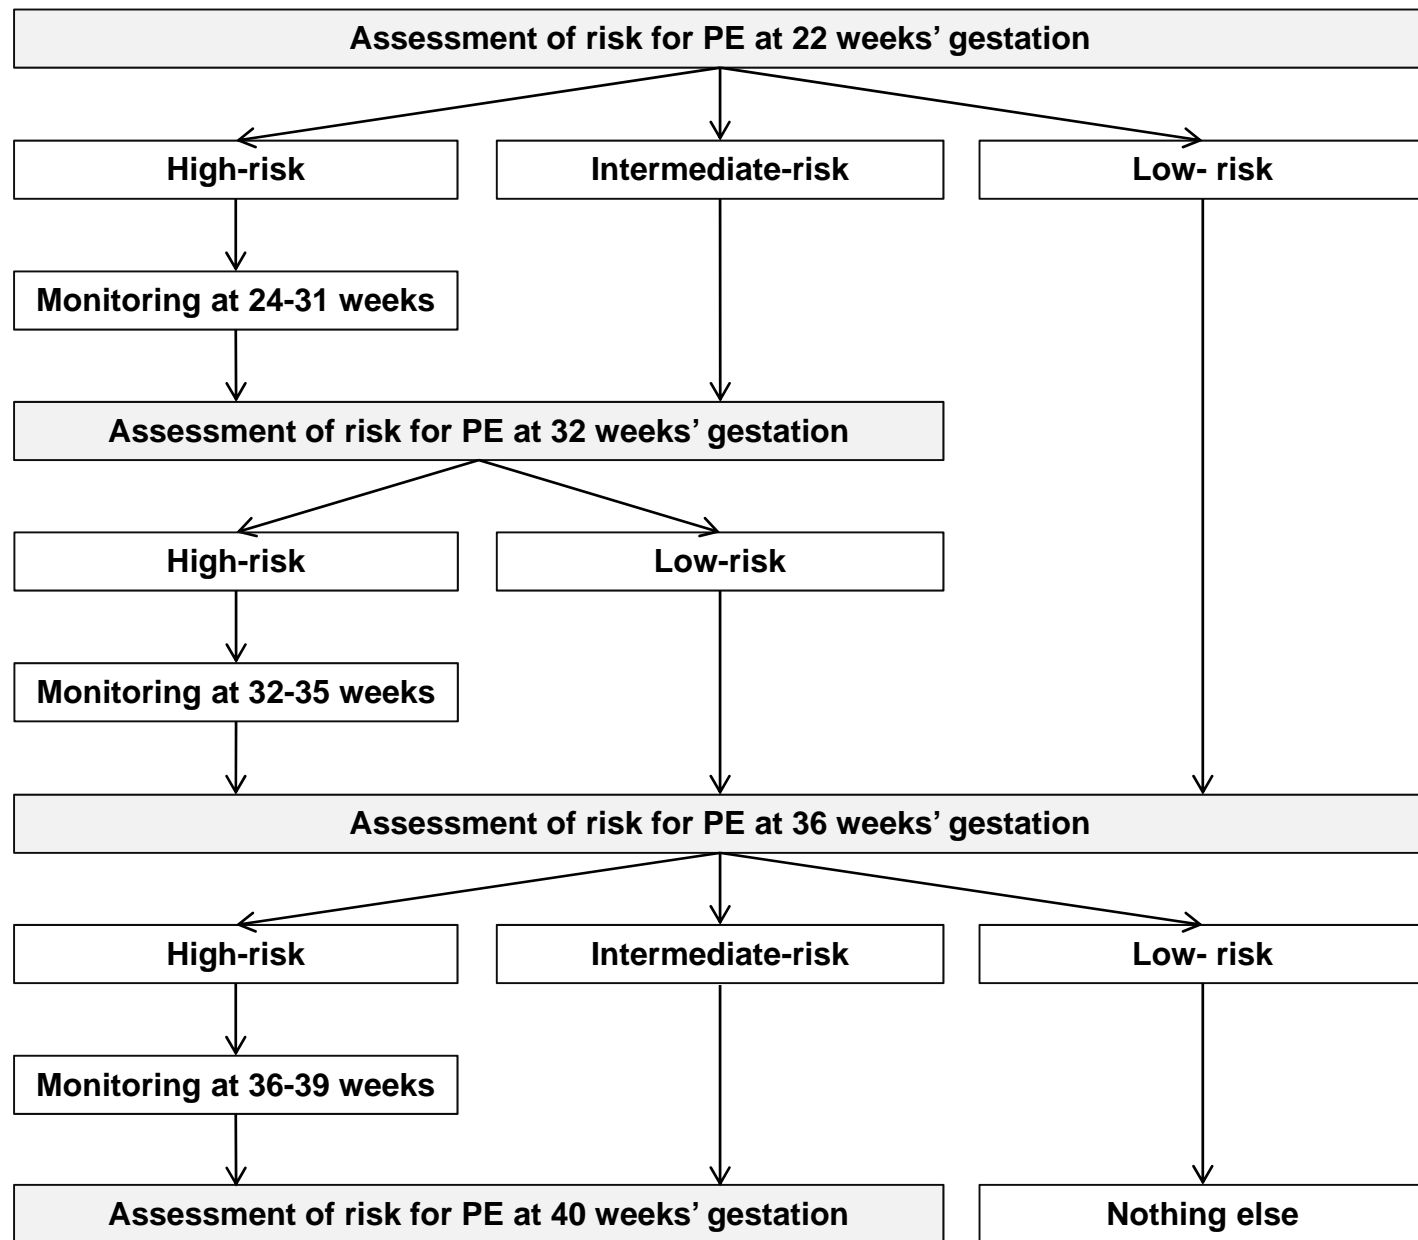 Assessment of risk for PE at 22 weeks’ gestation
High-risk
Intermediate-risk
Low- risk
Monitoring at 24-31 weeks
Assessment of risk for PE at 32 weeks’ gestation
High-risk
Low-risk
Monitoring at 32-35 weeks
Assessment of risk for PE at 36 weeks’ gestation
High-risk
Intermediate-risk
Low- risk
Monitoring at 36-39 weeks
Assessment of risk for PE at 40 weeks’ gestation
Nothing else